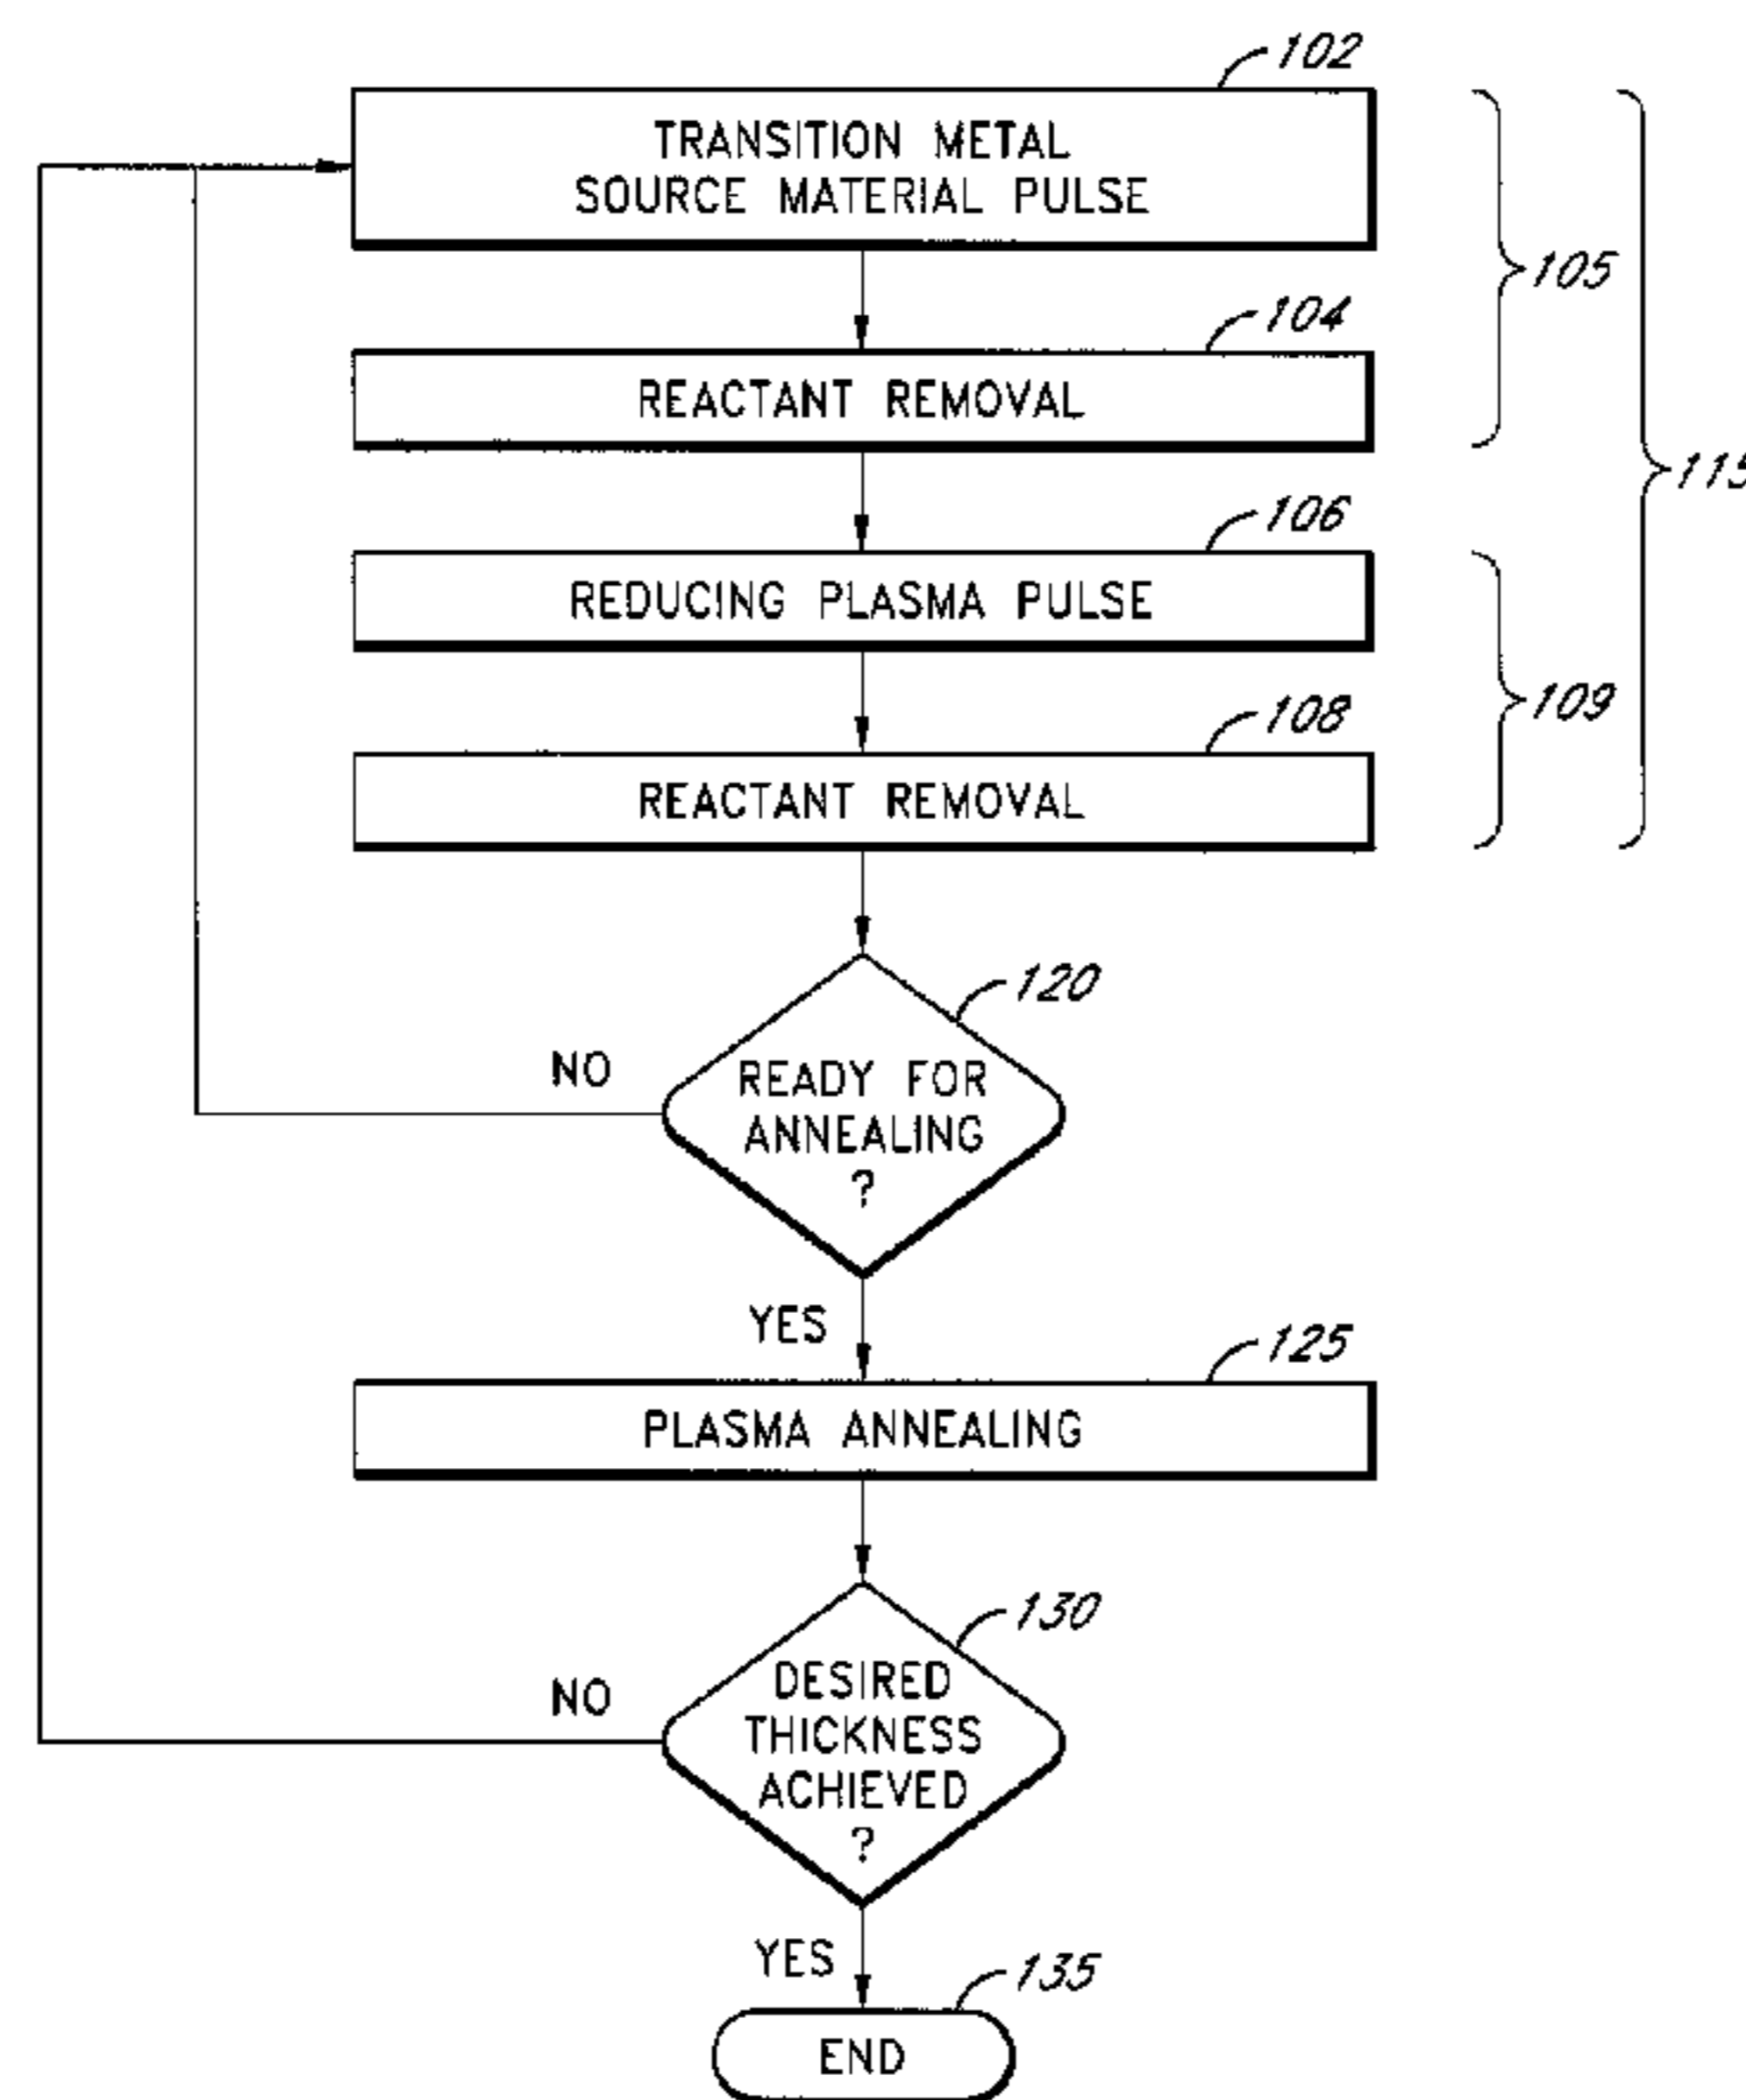 102
TRANSITION METAL
SOURCE MATERIAL PULSE
105
104
REACTANT REMOVAL
115
106
REDUCING PLASMA PULSE
109
108
REACTANT REMOVAL
120
NO
READY FOR
ANNEALING
?
YES
125
PLASMA ANNEALING
130
NO
DESIRED
THICKNESS
ACHIEVED
?
YES
135
END